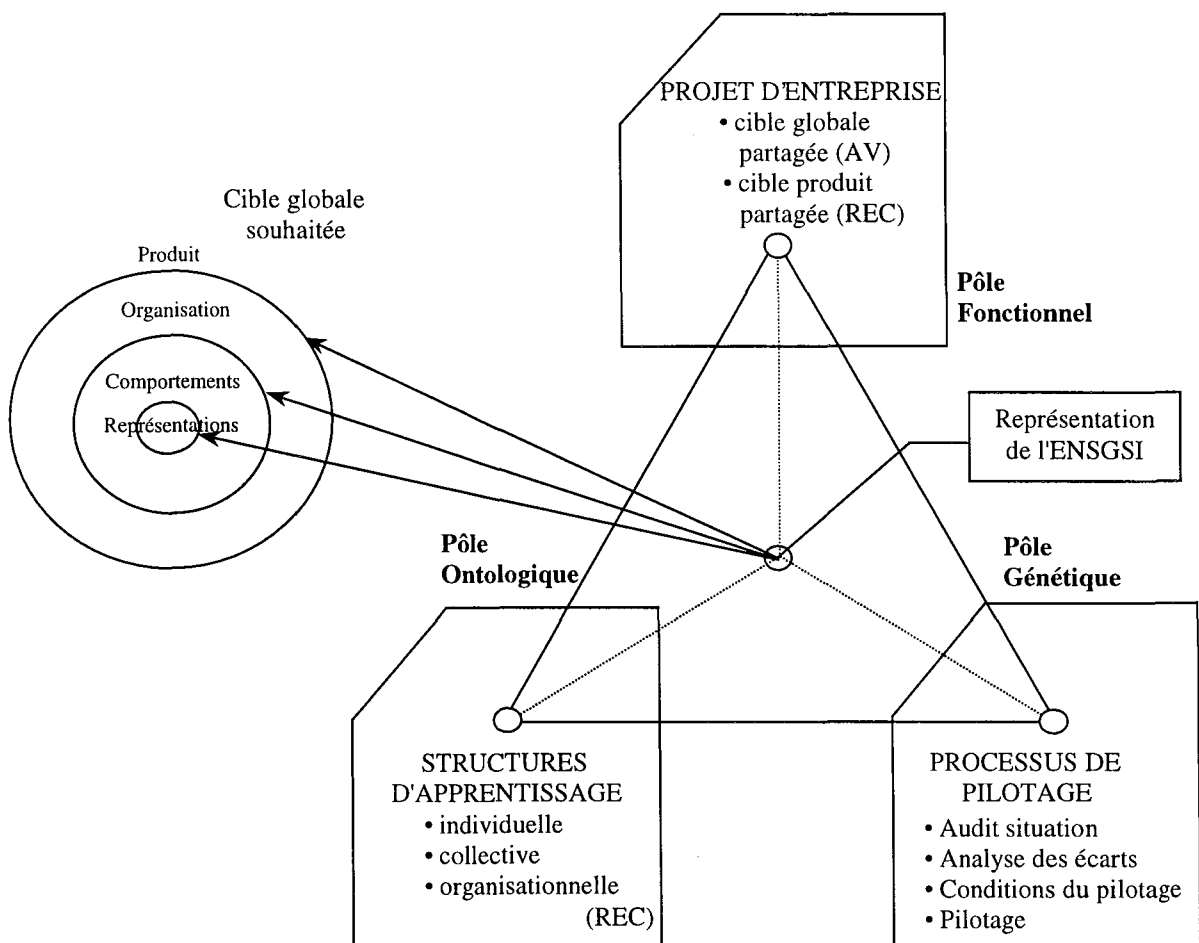 PROJET D'ENTREPRISE
• cible globale
partagée (AV)
• cible produit
partagée (REC)
Cible globale
souhaitée
Produit
Organisation
Comportements
Représentations
Pôle
Fonctionnel
Représentation
de l'ENSGSI
Pôle
Ontologique
Pôle
Génétique
STRUCTURES
D'APPRENTISSAGE
• individuelle
• collective
• organisationnelle
(REC)
PROCESSUS DE
PILOTAGE
• Audit situation
• Analyse des écarts
• Conditions du pilotage
• Pilotage